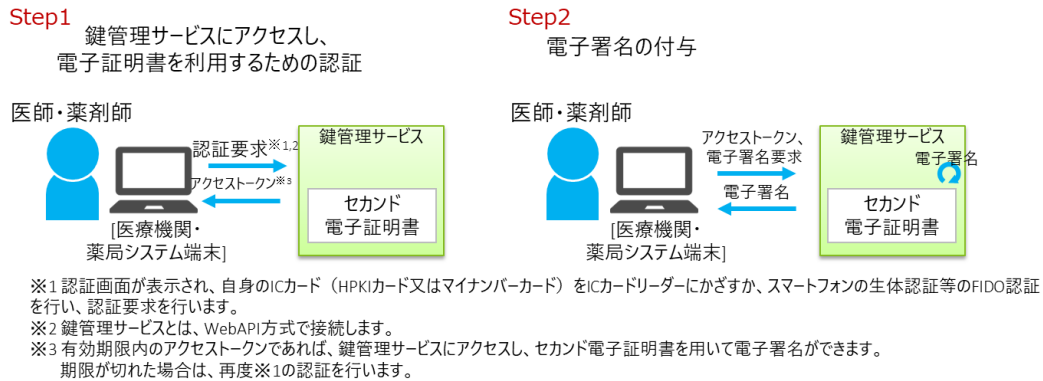 Step1
鍵管理サービスにアクセスし、
電子証明書を利用するための認証
医師・薬剤師
認証要求※1,2
アクセストークン※3
[医療機関・
薬局システム端末]
鍵管理サービス
セカンド
電子証明書
Step2
電子署名の付与
医師・薬剤師
アクセストークン、
電子署名要求
電子署名
[医療機関・
薬局システム端末]
鍵管理サービス
電子署名
セカンド
電子証明書
※1 認証画面が表示され、自身のICカード（HPKIカード又はマイナンバーカード）をICカードリーダーにかざすか、スマートフォンの生体認証等のFIDO認証
を行い、認証要求を行います。
※2 鍵管理サービスとは、WebAPI方式で接続します。
※3 有効期限内のアクセストークンであれば、鍵管理サービスにアクセスし、セカンド電子証明書を用いて電子署名ができます。
期限が切れた場合は、再度※1の認証を行います。